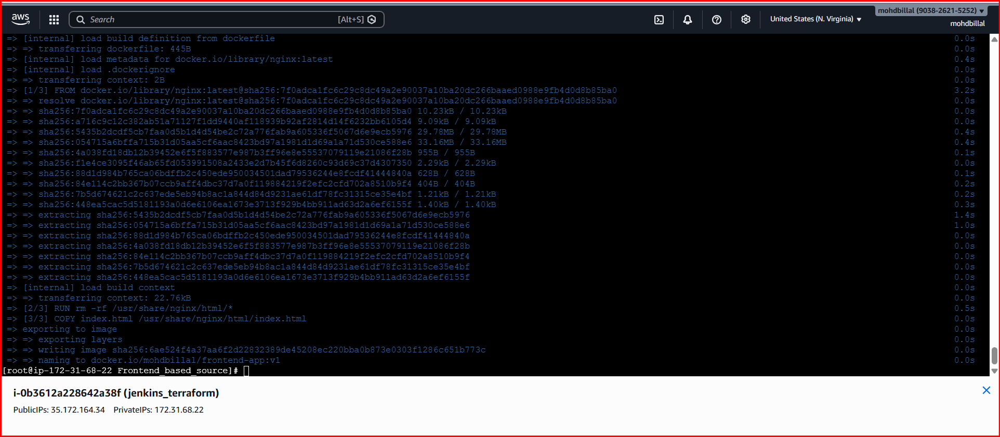 aws
Search
[Alt+S]
United States (N. Virginia)
mohdbillal (9038-2621-5252)
mohdbillal
=> [internal] load build definition from dockerfile 0.0s
=> => transferring dockerfile: 445B 0.0s
=> [internal] load metadata for docker.io/library/nginx:latest 0.4s
=> [internal] load .dockerignore 0.0s
=> => transferring context: 2B 0.0s
=> [1/3] FROM docker.io/library/nginx:latest@sha256:7f0adca1fc6c29c8dc49a2e90037a10ba20dc266baaed0988e9fb4d0d8b85ba0 3.2s
=> => resolve docker.io/library/nginx:latest@sha256:7f0adca1fc6c29c8dc49a2e90037a10ba20dc266baaed0988e9fb4d0d8b85ba0 0.0s
=> => sha256:7f0adca1fc6c29c8dc49a2e90037a10ba20dc266baaed0988e9fb4d0d8b85ba0 10.23kB / 10.23kB 0.0s
=> => sha256:a716c9c12c382ab51a71127f1dd9440af118939b92af2814d14f6232bb6105d4 9.09kB / 9.09kB 0.0s
=> => sha256:5435b2dcdf5cb7faa0d5b1d4d54be2c72a776fab9a605336f5067d6e9ecb5976 29.78MB / 29.78MB 0.4s
=> => sha256:054715a6bffa715b31d05aa5cf6aac8423bd97a1981d1d69a1a71d530ce588e6 33.16MB / 33.16MB 0.4s
=> => sha256:4a038fd18db12b39452e6f5f883577e987b3ff96e8e55537079119e21086f28b 955B / 955B 0.1s
=> => sha256:f1e4ce3095f46ab65fd053991508a2433e2d7b45f6d8260c93d69c37d4307350 2.29kB / 2.29kB 0.0s
=> => sha256:88d1d984b765ca06bdffb2c450ede950034501dad79536244e8fcdf41444840a 628B / 628B 0.1s
=> => sha256:84e114c2bb367b07ccb9aff4dbc37d7a0f119884219f2efc2cfd702a8510b9f4 404B / 404B 0.2s
=> => sha256:7b5d674621c2c637ede5eb94b8ac1a844d84d9231ae61df78fc31315ce35e4bf 1.21kB / 1.21kB 0.2s
=> => sha256:448ea5cac5d5181193a0d6e6106ea1673e3713f929b4bb911ad63d2a6ef6155f 1.40kB / 1.40kB 0.3s
=> => extracting sha256:5435b2dcdf5cb7faa0d5b1d4d54be2c72a776fab9a605336f5067d6e9ecb5976 1.4s
=> => extracting sha256:054715a6bffa715b31d05aa5cf6aac8423bd97a1981d1d69a1a71d530ce588e6 1.0s
=> => extracting sha256:88d1d984b765ca06bdffb2c450ede950034501dad79536244e8fcdf41444840a 0.0s
=> => extracting sha256:4a038fd18db12b39452e6f5f883577e987b3ff96e8e55537079119e21086f28b 0.0s
=> => extracting sha256:84e114c2bb367b07ccb9aff4dbc37d7a0f119884219f2efc2cfd702a8510b9f4 0.0s
=> => extracting sha256:7b5d674621c2c637ede5eb94b8ac1a844d84d9231ae61df78fc31315ce35e4bf 0.0s
=> => extracting sha256:448ea5cac5d5181193a0d6e6106ea1673e3713f929b4bb911ad63d2a6ef6155f 0.0s
=> [internal] load build context 0.0s
=> => transferring context: 22.76kB 0.0s
=> [2/3] RUN rm -rf /usr/share/nginx/html/* 0.5s
=> [3/3] COPY index.html /usr/share/nginx/html/index.html 0.0s
=> exporting to image 0.0s
=> => exporting layers 0.0s
=> => writing image sha256:6ae524f4a37aa6f2d22832389de45208ec220bba0b873e0303f1286c651b773c 0.0s
=> => naming to docker.io/mohdbillal/frontend-app:v1 0.0s
[root@ip-172-31-68-22 Frontend_based_source]#
i-0b3612a228642a38f (jenkins_terraform)
PublicIPs: 35.172.164.34 PrivateIPs: 172.31.68.22